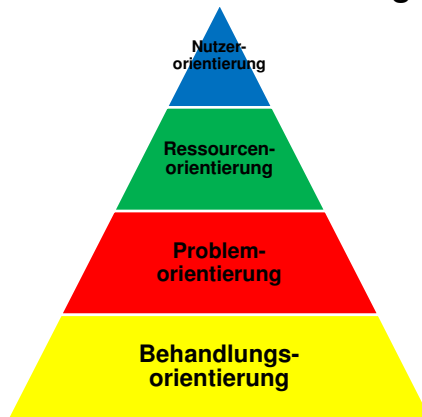 Nutzer-
orientierung
Ressourcen-
orientierung
Problem-
orientierung
Behandlungs-
orientierung